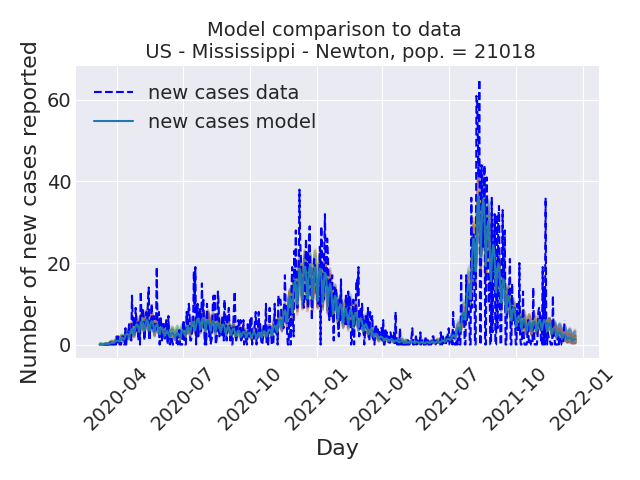 Model comparison to data
US - Mississippi - Newton, pop. = 21018
Number of new cases reported
new cases data
new cases model
60
40
20
0
2020-04
2020-07
2020-10
2021-01
2021-04
2021-07
2021-10
2022-01
Day